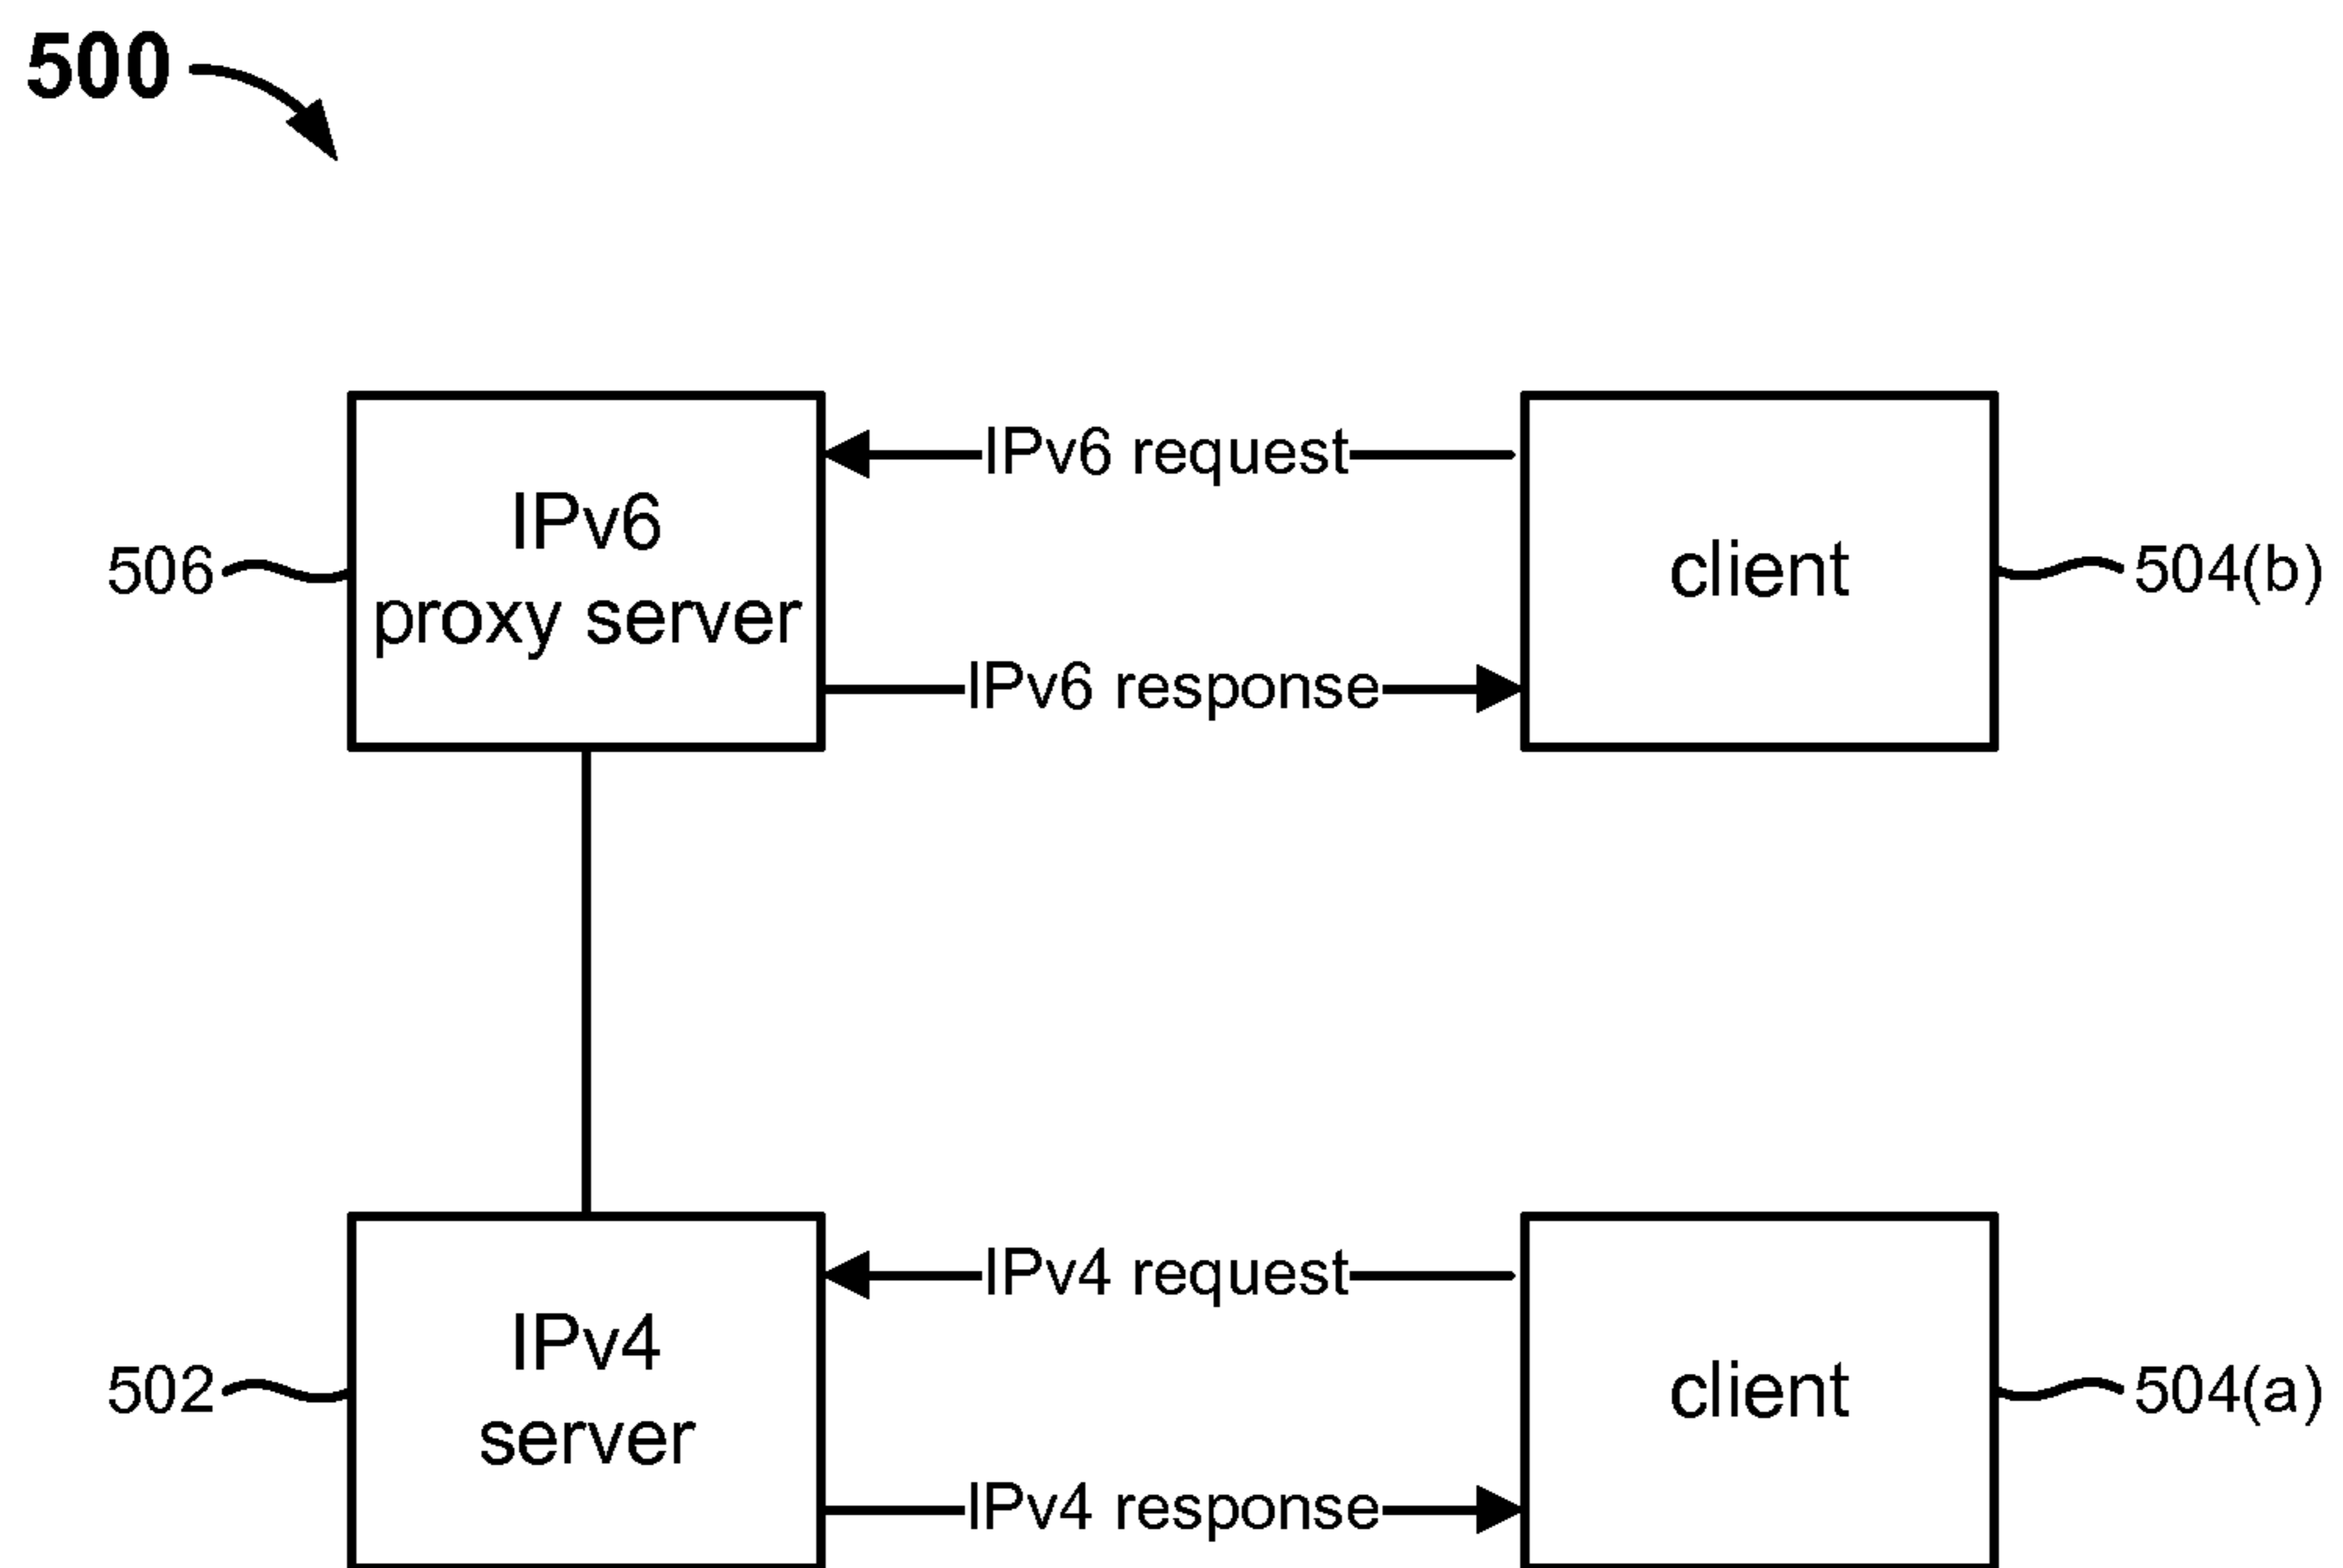 500
IPv6 request
506
IPv6
proxy server
client
504(b)
IPv6 response
IPv4 request
502
IPv4
server
client
504(a)
IPv4 response